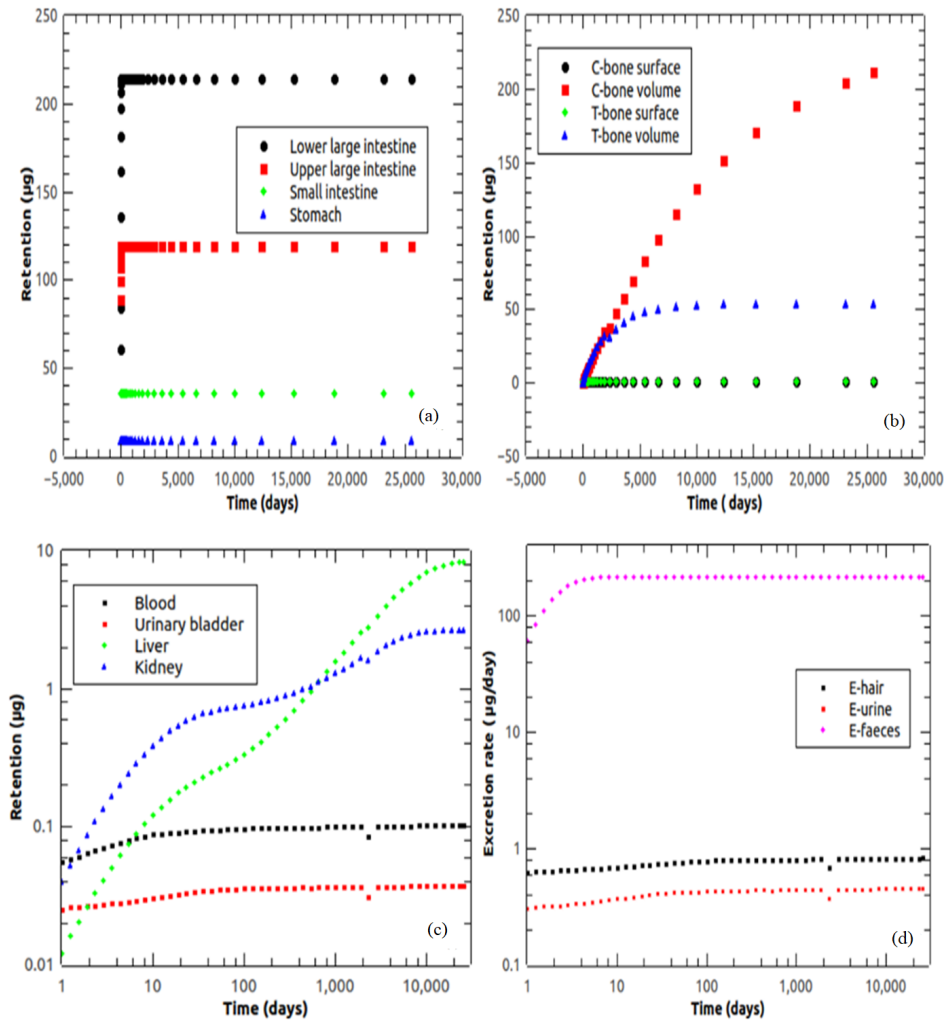 250
200
150
100
50
0
Retention (µg)
Lower large intestine
Upper large intestine
Small intestine
Stomach
(a)
−5,000 0 5,000 10,000 15,000 20,000 25,000 30,000
Time (days)
250
200
150
100
50
0
−50
Retention (µg)
C-bone surface
C-bone volume
T-bone surface
T-bone volume
(b)
−5,000 0 5,000 10,000 15,000 20,000 25,000 30,000
Time ( days)
10
1
0.1
0.01
Retention (µg)
Blood
Urinary bladder
Liver
Kidney
(c)
1 10 100 1,000 10,000
Time (days)
100
10
1
0.1
Excretion rate ( µg/day)
E-hair
E-urine
E-faeces
(d)
1 10 100 1,000 10,000
Time (days)